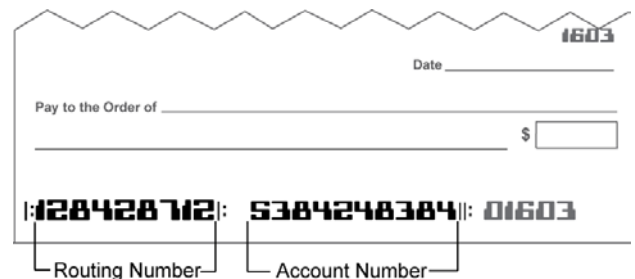 1603
Date
Pay to the Order of
$
|:128428712|: 5384248384||: 01603
Routing Number Account Number